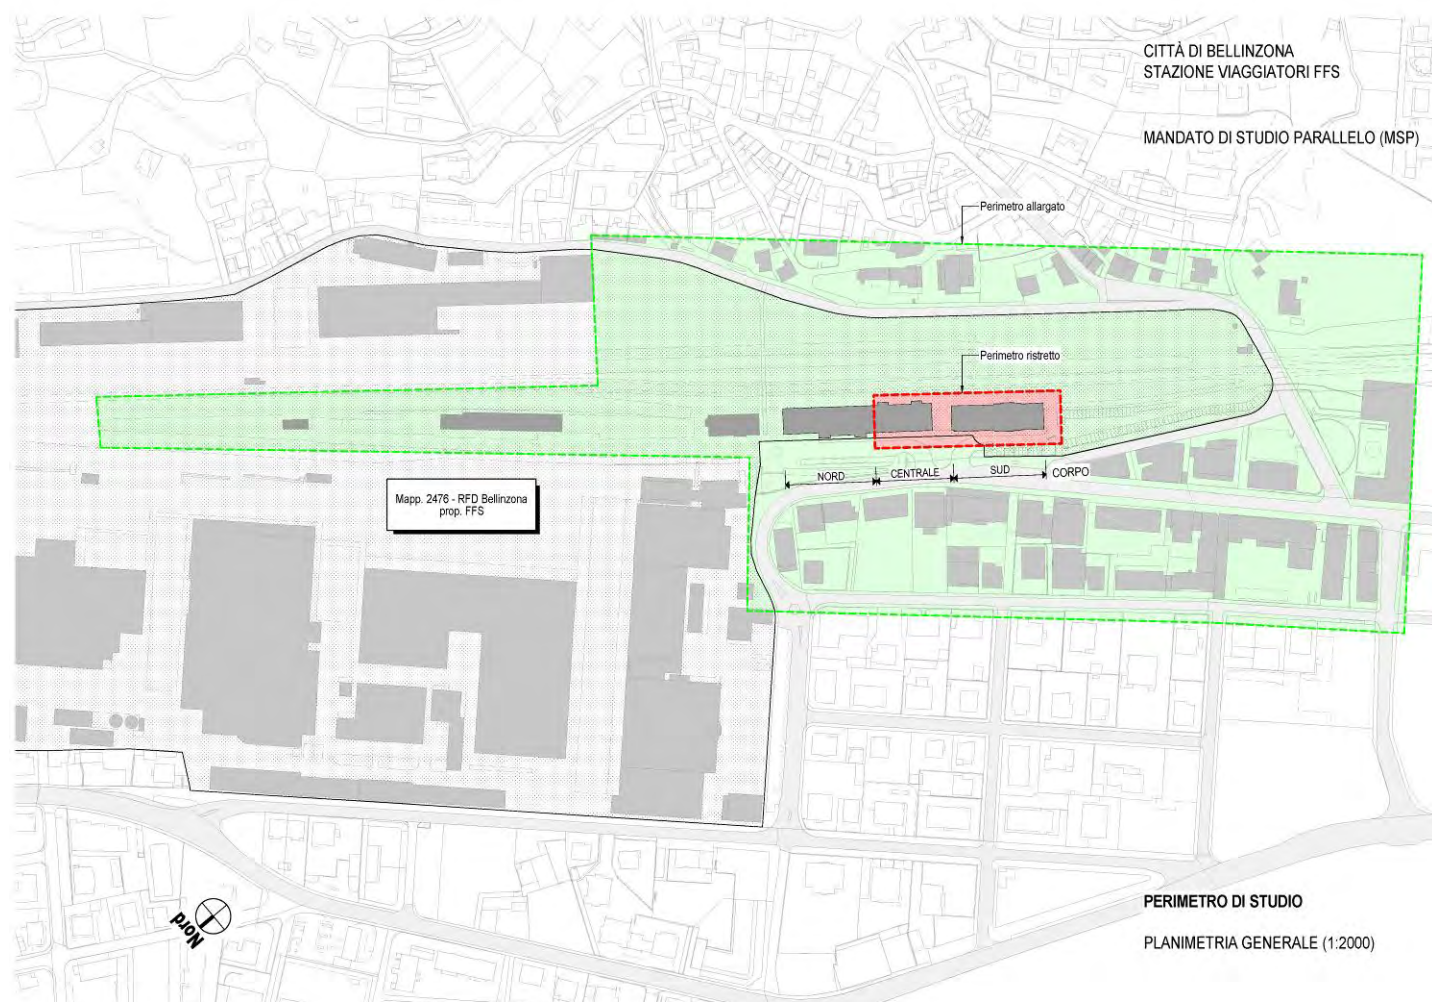 CITTÀ DI BELLINZONA
STAZIONE VIAGGIATORI FFS
MANDATO DI STUDIO PARALLELO (MSP)
Perimetro allargato
Perimetro ristretto
NORD
CENTRALE
SUD
CORPO
Mapp. 2476 - RFD Bellinzona
prop. FFS
Nord
PERIMETRO DI STUDIO
PLANIMETRIA GENERALE (1:2000)